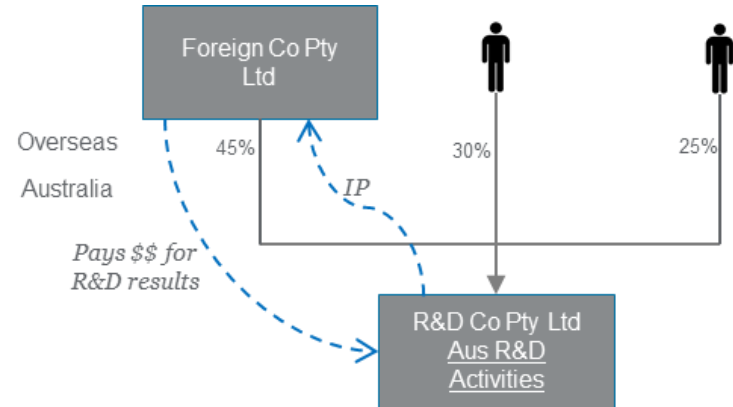 Foreign Co Pty
Ltd
Overseas
45%
30%
25%
Australia
IP
Pays $$ for
R&D results
R&D Co Pty Ltd
Aus R&D
Activities